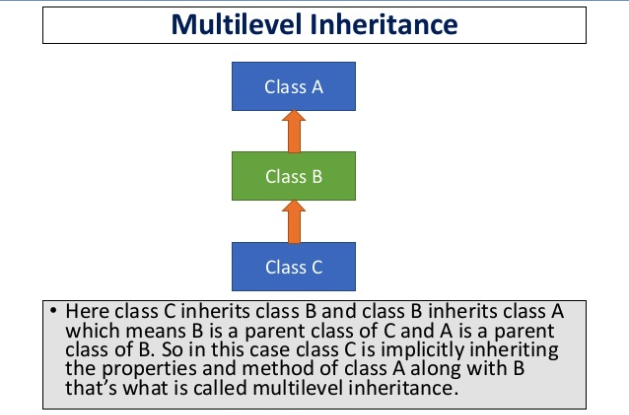 Multilevel Inheritance
Class A
Class B
Class C
• Here class C inherits class B and class B inherits class A
which means B is a parent class of C and A is a parent
class of B. So in this case class C is implicitly inheriting
the properties and method of class A along with B
that’s what is called multilevel inheritance.